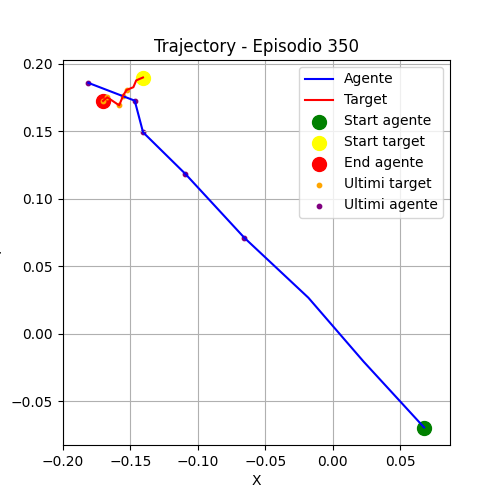 Trajectory - Episodio 350
0.20
0.15
0.10
0.05
0.00
−0.05
−0.20
−0.15
−0.10
−0.05
0.00
0.05
X
Agente
Target
Start agente
Start target
End agente
Ultimi target
Ultimi agente